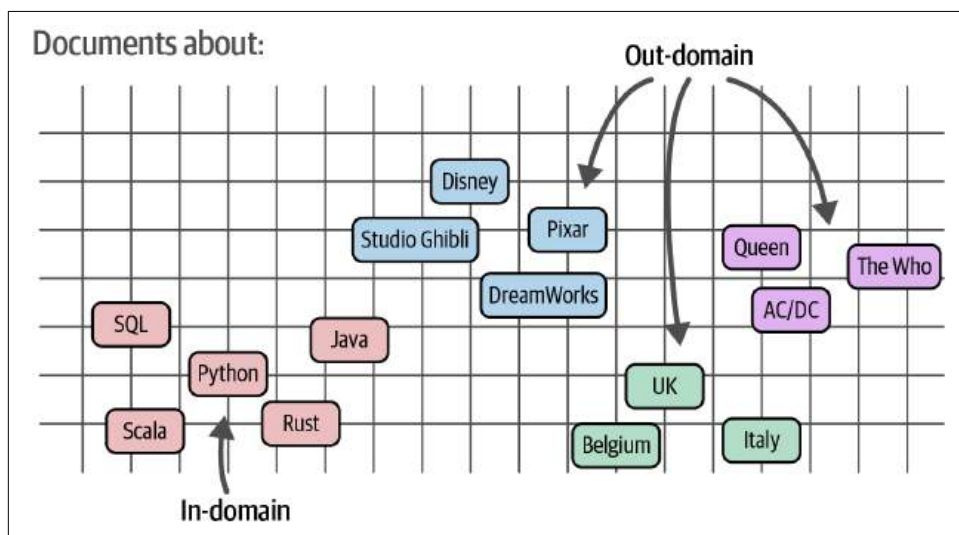 Documents about:
Out-domain
Disney
Studio Ghibli
Pixar
Queen
The Who
DreamWorks
AC/DC
SQL
Java
Python
UK
Scala
Rust
Belgium
Italy
In-domain